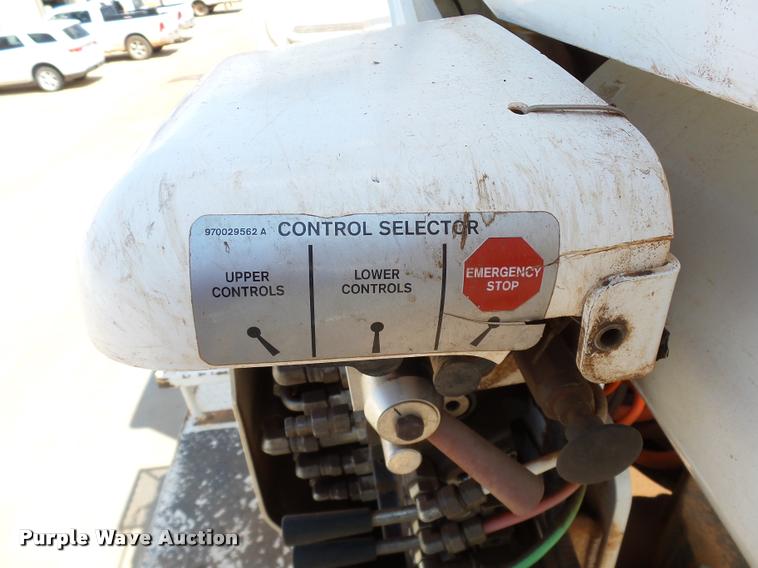 970029562 A CONTROL SELECTOR
UPPER
CONTROLS
LOWER
CONTROLS
EMERGENCY
STOP
Purple Wave Auction